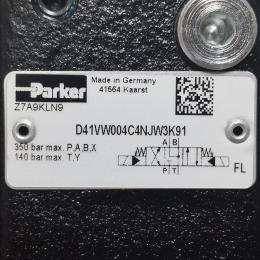 Parker
Made in Germany
41564 Kaarst
Z7A9KLN9
D41VW004C4NJW3K91
350 bar max. P,A,B,X
140 bar max. T,Y
A B
P T
FL